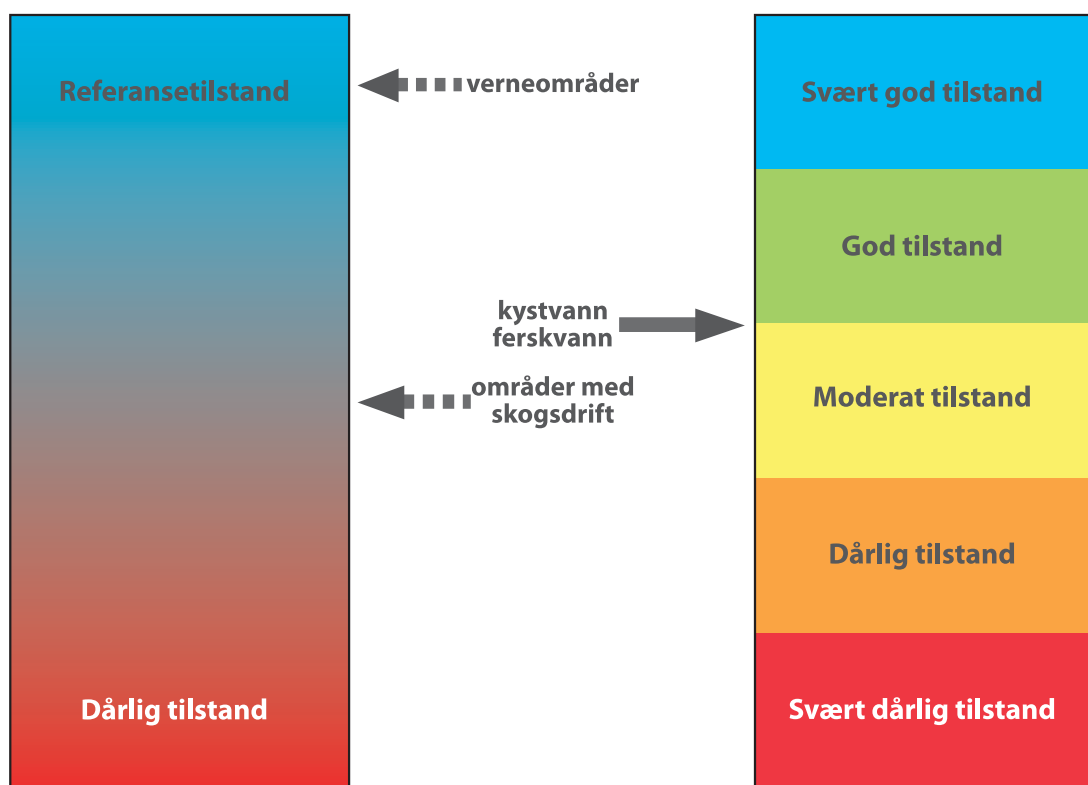 Referansetilstand
Dårlig tilstand
verneområder
kystvann
ferskvann
områder med
skogsdrift
Svært god tilstand
God tilstand
Moderat tilstand
Dårlig tilstand
Svært dårlig tilstand